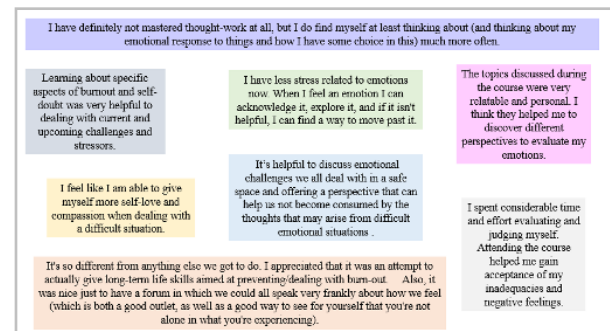 I have definitely not mastered thought-work at all, but I do find myself at least thinking about (and thinking about my
emotional response to things and how I have some choice in this) much more often.
Learning about specific
aspects of burnout and self-
doubt was very helpful to
dealing with current and
upcoming challenges and
stressors.
I have less stress related to emotions
now. When I feel an emotion I can
acknowledge it, explore it, and if it isn't
helpful, I can find a way to move past it.
The topics discussed during
the course were very
relatable and personal. I
think they helped me to
discover different
perspectives to evaluate my
emotions.
I feel like I am able to give
myself more self-love and
compassion when dealing with
a difficult situation.
It's helpful to discuss emotional
challenges we all deal with in a safe
space and offering a perspective that can
help us not become consumed by the
thoughts that may arise from difficult
emotional situations .
I spent considerable time
and effort evaluating and
judging myself.
Attending the course
helped me gain
acceptance of my
inadequacies and
negative feelings.
It's so different from anything else we got to do. I appreciated that it was an attempt to
actually give long-term life skills aimed at preventing/dealing with burn-out. Also, it
was nice just to have a forum in which we could all speak very frankly about how we feel
(which is both a good outlet, as well as a good way to see for yourself that you're not
alone in what you're experiencing).